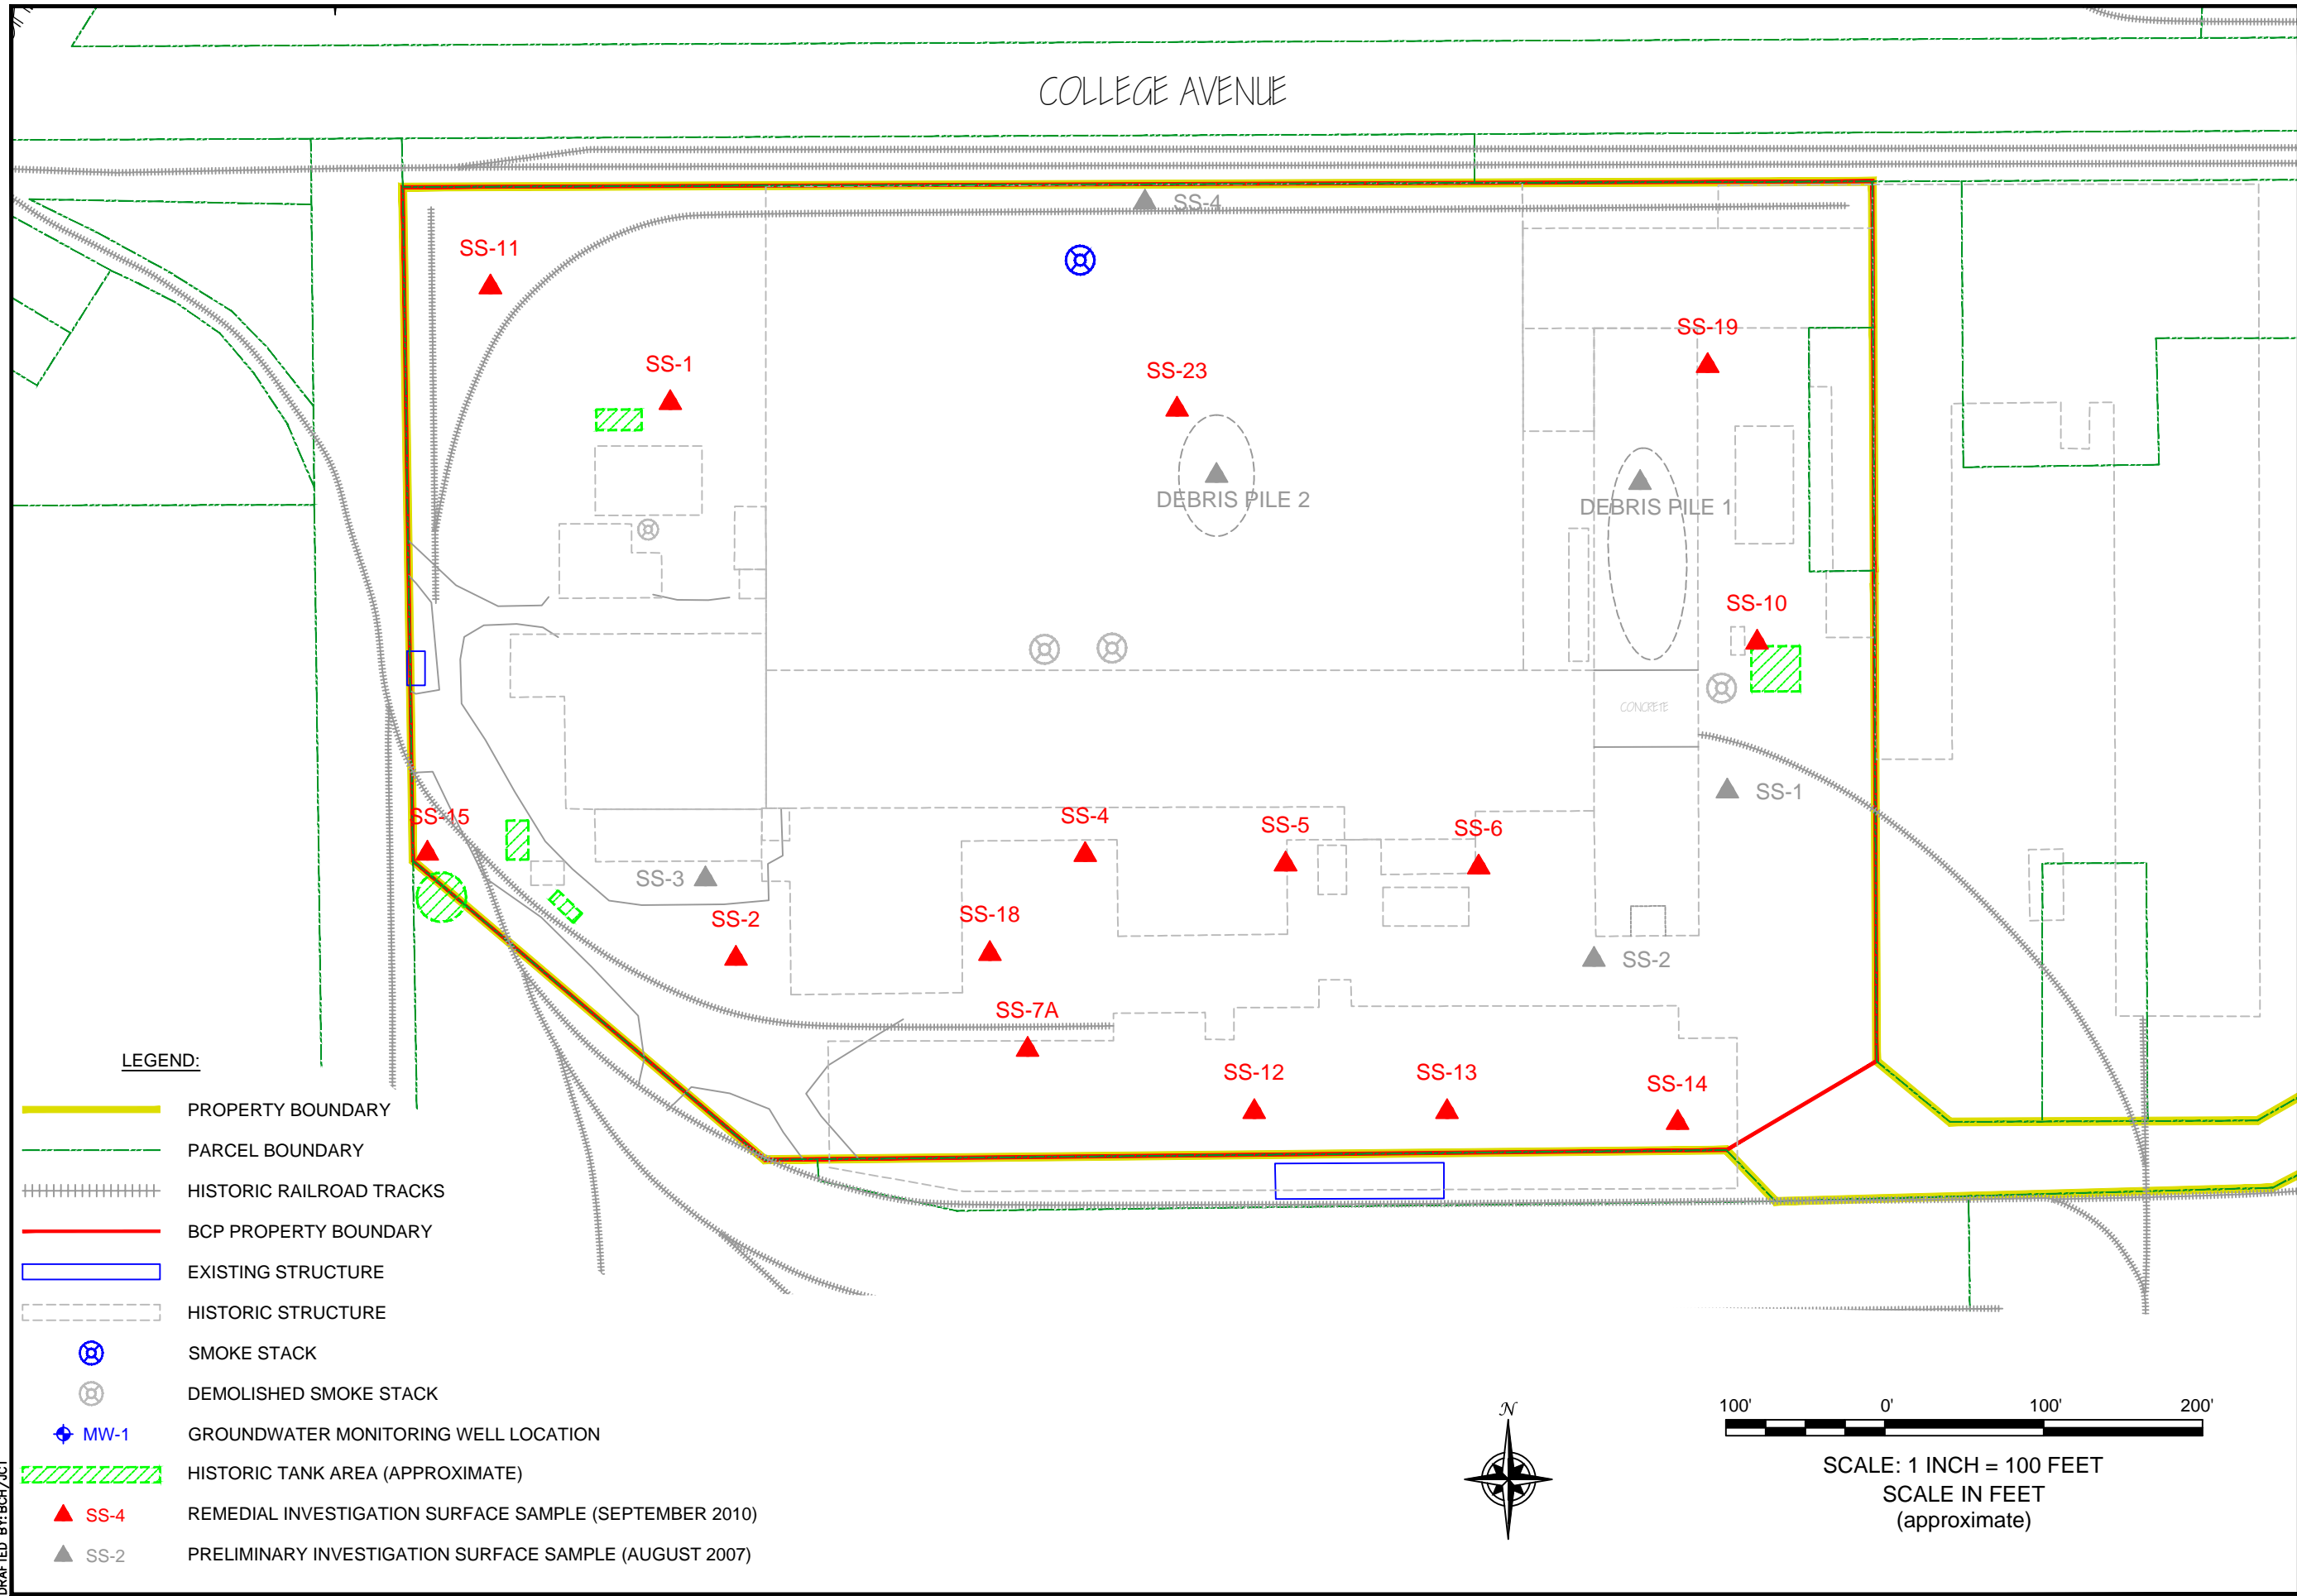 COLLEGE AVENUE
SS-4
SS-11
SS-19
SS-1
SS-23
DEBRIS PILE 2
DEBRIS PILE 1
SS-10
CONCRETE
SS-1
SS-15
SS-4
SS-5
SS-6
SS-3
SS-2
SS-18
SS-2
SS-7A
SS-12
SS-13
SS-14
LEGEND:
PROPERTY BOUNDARY
PARCEL BOUNDARY
HISTORIC RAILROAD TRACKS
BCP PROPERTY BOUNDARY
EXISTING STRUCTURE
HISTORIC STRUCTURE
SMOKE STACK
DEMOLISHED SMOKE STACK
MW-1 GROUNDWATER MONITORING WELL LOCATION
HISTORIC TANK AREA (APPROXIMATE)
SS-4 REMEDIAL INVESTIGATION SURFACE SAMPLE (SEPTEMBER 2010)
SS-2 PRELIMINARY INVESTIGATION SURFACE SAMPLE (AUGUST 2007)
N
100' 0' 100' 200'
SCALE: 1 INCH = 100 FEET
SCALE IN FEET
(approximate)
DRAFTED BY: BCH/JCT